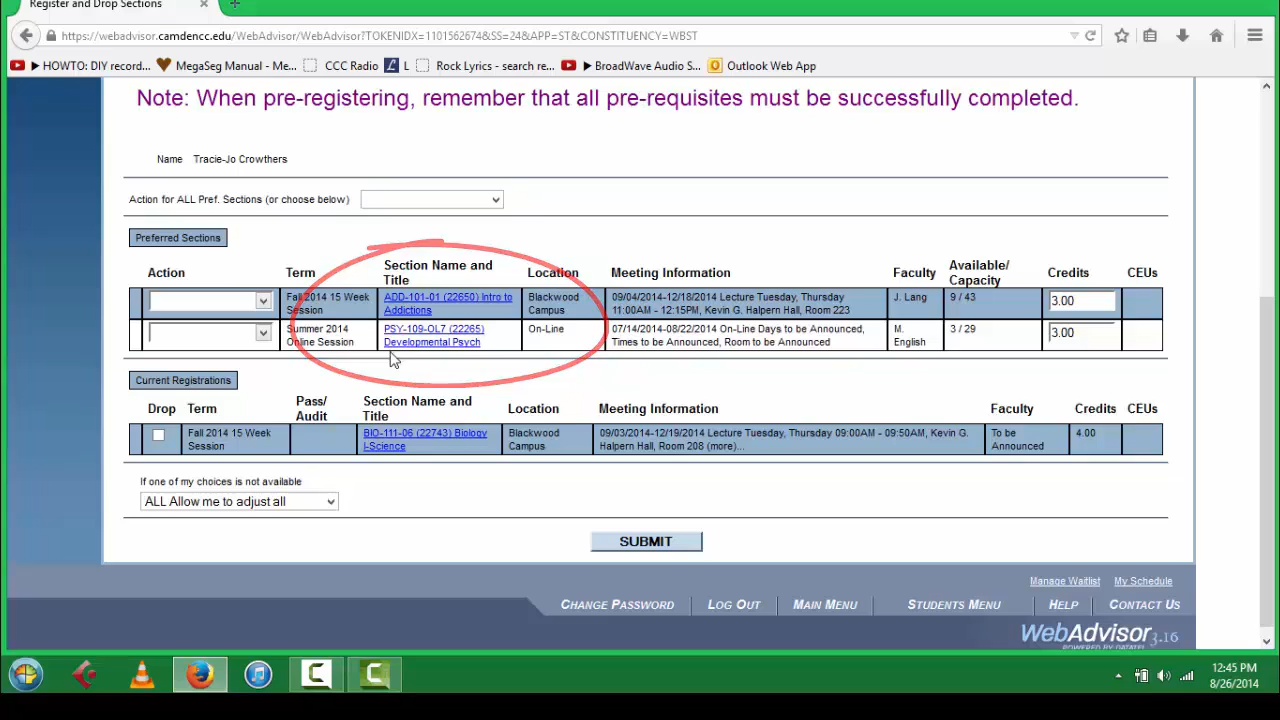 Register and Drop Sections
https://webadvisor.camdencc.edu/WebAdvisor/WebAdvisor?TOKENIDX=1101562674&SS=24&APP=ST&CONSTITUENCY=WBST
HOWTO: DIY record... MegaSeg Manual - Me... CCC Radio L Rock Lyrics - search re... BroadWave Audio S... Outlook Web App
Note: When pre-registering, remember that all pre-requisites must be successfully completed.
Name Tracie-Jo Crowthers
Action for ALL Pref. Sections (or choose below)
Preferred Sections
Action Term Section Name and Title Location Meeting Information Faculty Available/ Capacity Credits CEUs
Fall 2014 15 Week ADD-101-01 (22650) Intro to Blackwood 09/04/2014-12/18/2014 Lecture Tuesday, Thursday J. Lang 9 / 43 3.00
Session Addictions Campus 11:00AM - 12:15PM, Kevin G. Halpern Hall, Room 223
Summer 2014 PSY-109-OL7 (22265) On-Line 07/14/2014-08/22/2014 On-Line Days to be Announced, M. 3 / 29 3.00
Online Session Developmental Psych Times to be Announced, Room to be Announced English
Current Registrations
Drop Term Pass/ Audit Section Name and Title Location Meeting Information Faculty Credits CEUs
Fall 2014 15 Week BIO-111-06 (22743) Biology Blackwood 09/03/2014-12/19/2014 Lecture Tuesday, Thursday 09:00AM - 09:50AM, Kevin G. To be 4.00
Session I-Science Campus Halpern Hall, Room 208 (more)... Announced
If one of my choices is not available
ALL Allow me to adjust all
SUBMIT
Manage Waitlist My Schedule
CHANGE PASSWORD LOG OUT MAIN MENU STUDENTS MENU HELP CONTACT US
WebAdvisor 3.16
POWERED BY DATATEL
12:45 PM
8/26/2014